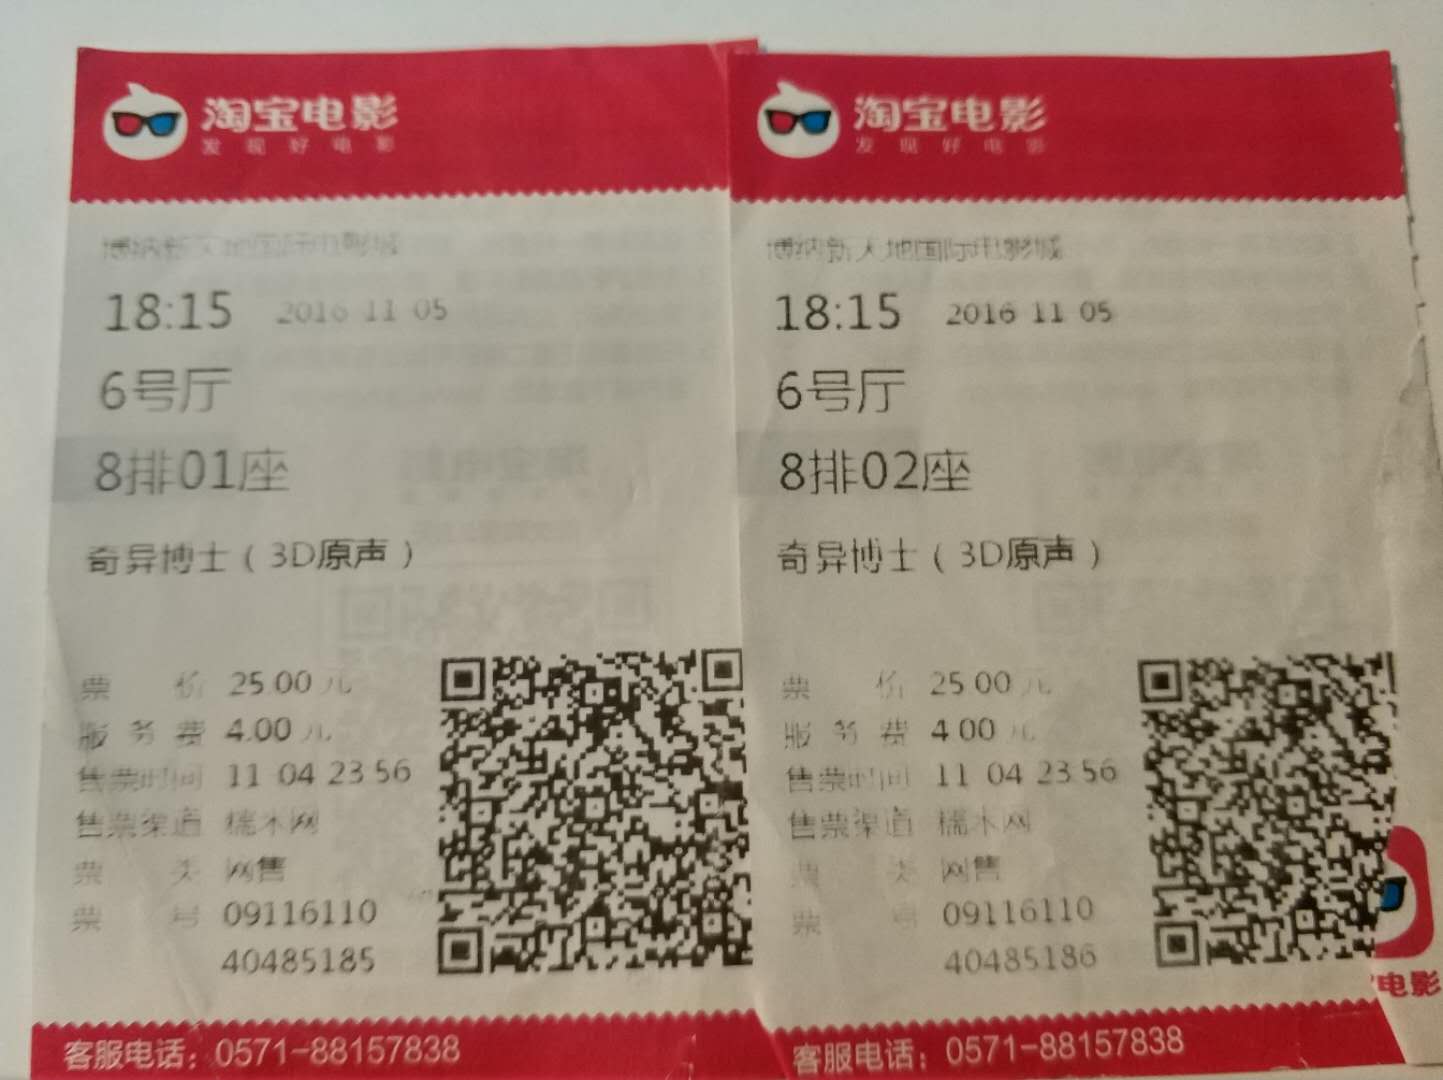 淘宝电影
发现好电影
博纳新天地国际电影城
18:15 2016 11 05
6号厅
8排01座
奇异博士（3D原声）
票 价 25.00 元
服务费 4.00 元
售票时间 11 04 23 56
售票渠道 糯米网
票 类 网售
票 号 09116110
40485185
客服电话：0571-88157838
淘宝电影
发现好电影
博纳新天地国际电影城
18:15 2016 11 05
6号厅
8排02座
奇异博士（3D原声）
票 价 25 00 元
服务费 4 00 元
售票时间 11 04 23 56
售票渠道 糯米网
票 类 网售
票 号 09116110
40485186
电影
客服电话：0571-88157838